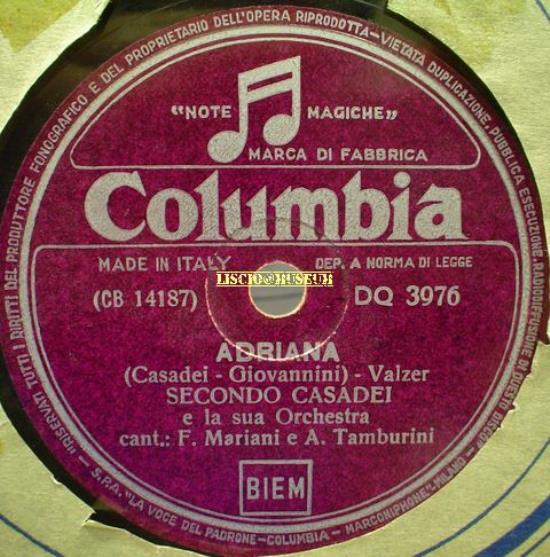 "RISERVATI TUTTI I DIRITTI DEL PRODUTTORE FONOGRAFICO E DEL PROPRIETARIO DELL'OPERA RIPRODOTTA-VIETATA DUPLICAZIONE, PUBBLICA ESECUZIONE, RADIODIFFUSIONE DI QUESTO DISCO"
"NOTE MAGICHE"
MARCA DI FABBRICA
Columbia
MADE IN ITALY DEP. A NORMA DI LEGGE
LISCIO@MUSEUM
(CB 14187) DQ 3976
ADRIANA
(Casadei - Giovannini) - Valzer
SECONDO CASADEI
e la sua Orchestra
cant.: F. Mariani e A. Tamburini
BIEM
- S.P.A. "LA VOCE DEL PADRONE-COLUMBIA-MARCONIPHONE"-MILANO -